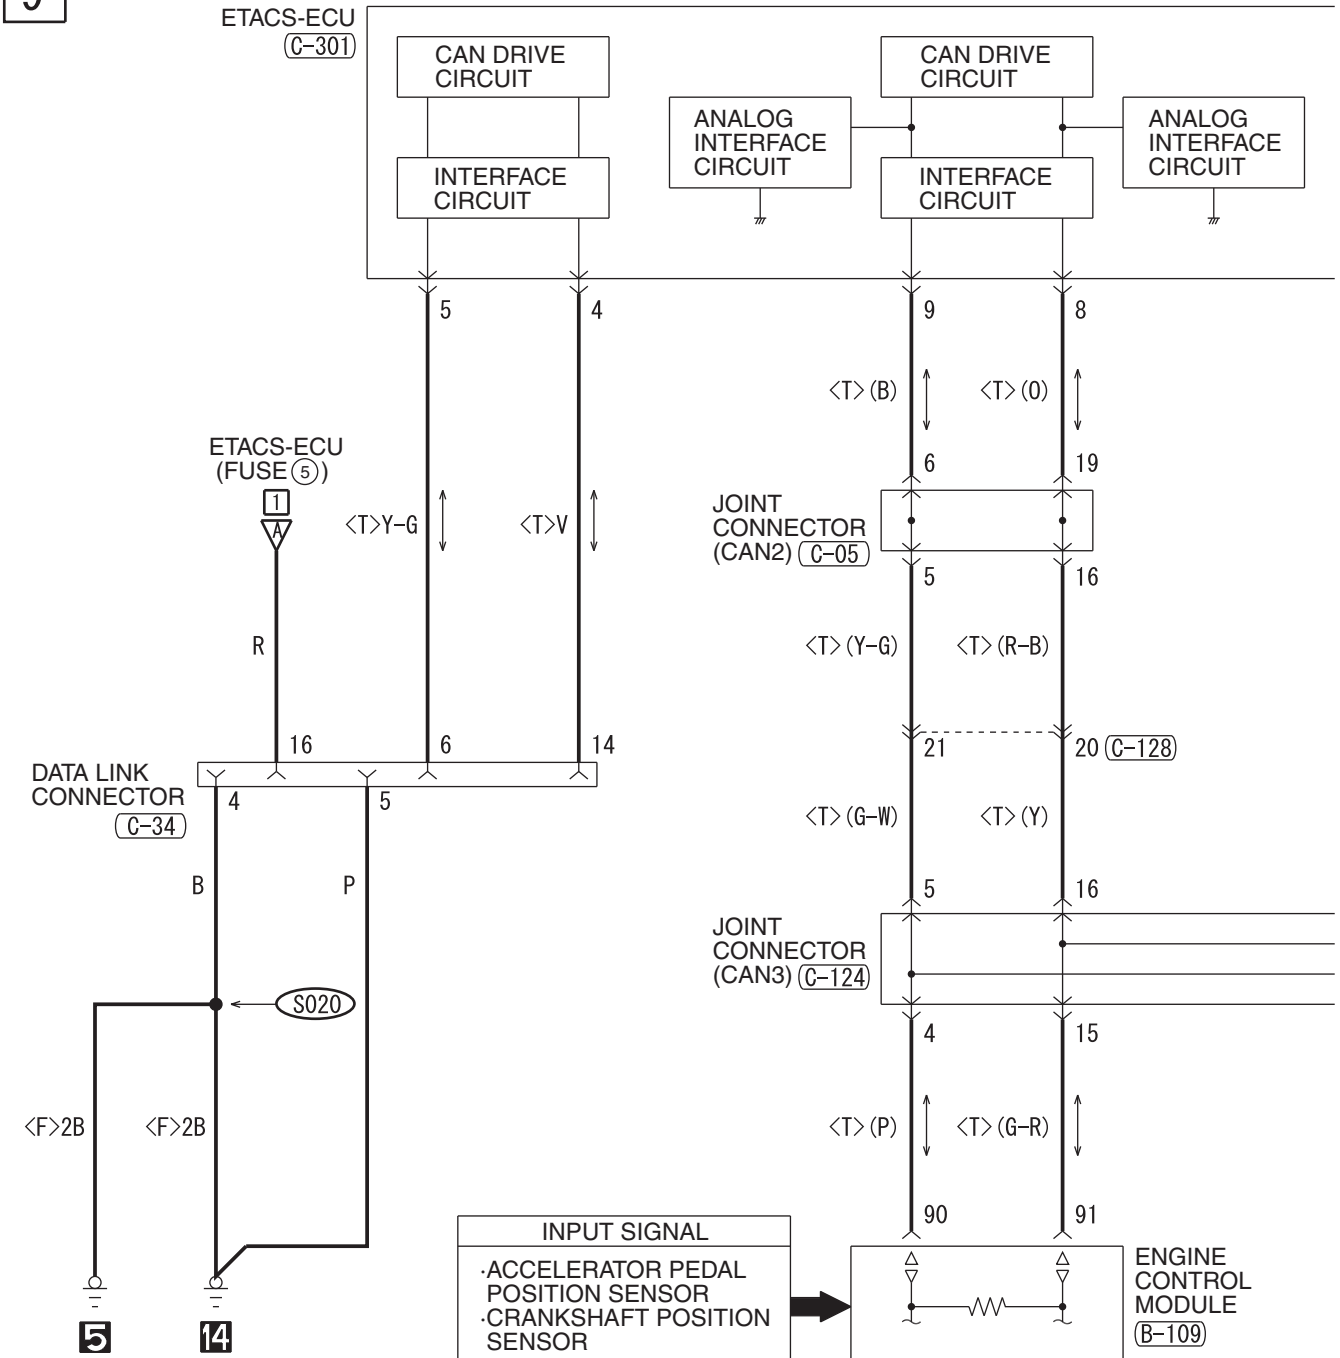 ETACS-ECU
C-301
CAN DRIVE
CIRCUIT
CAN DRIVE
CIRCUIT
ANALOG
INTERFACE
CIRCUIT
ANALOG
INTERFACE
CIRCUIT
INTERFACE
CIRCUIT
INTERFACE
CIRCUIT
5 4 9 8
<T>(B) <T>(O)
ETACS-ECU
(FUSE⑤)
1
A
6 19
<T>Y-G <T>V
JOINT
CONNECTOR
(CAN2) C-05
5 16
R <T>(Y-G) <T>(R-B)
16 6 14 21 20 C-128
DATA LINK
CONNECTOR
C-34
4 5
<T>(G-W) <T>(Y)
B P 5 16
JOINT
CONNECTOR
(CAN3) C-124
S020
4 15
<F>2B <F>2B <T>(P) <T>(G-R)
90 91
INPUT SIGNAL
·ACCELERATOR PEDAL
POSITION SENSOR
·CRANKSHAFT POSITION
SENSOR
ENGINE
CONTROL
MODULE
B-109
5 14